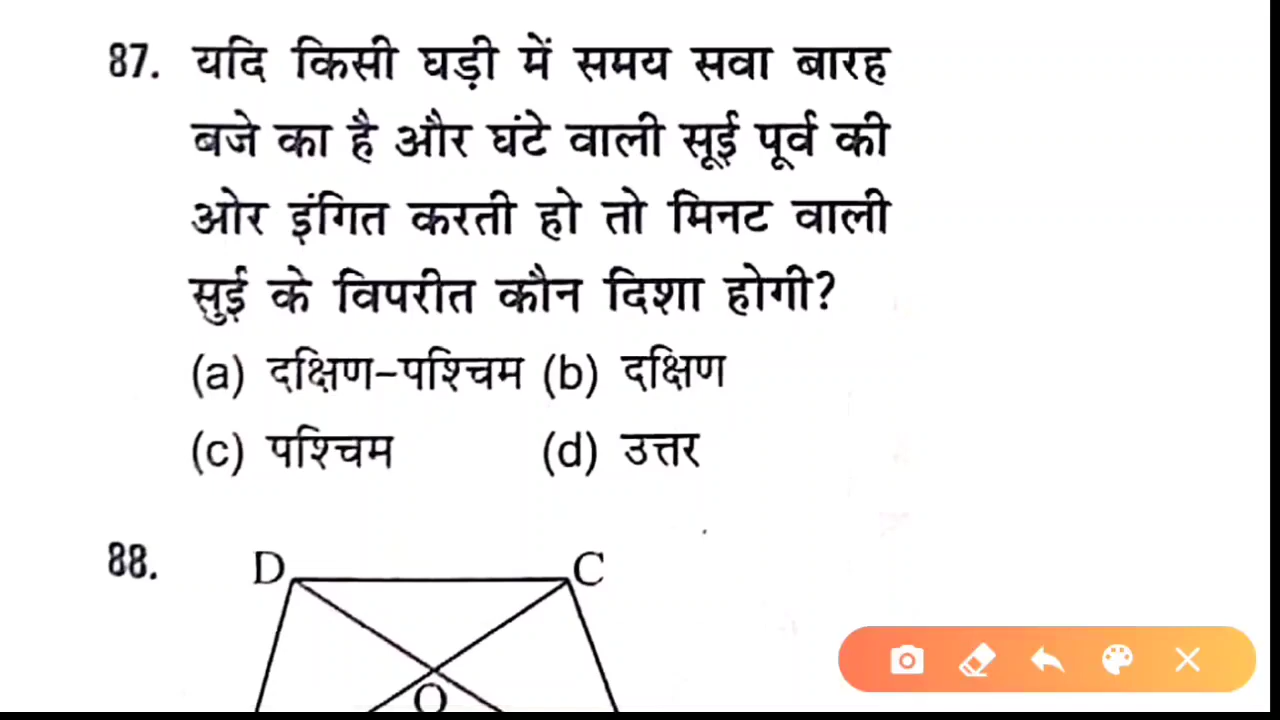 87. यदि किसी घड़ी में समय सवा बारह
बजे का है और घंटे वाली सूई पूर्व की
ओर इंगित करती हो तो मिनट वाली
सुई के विपरीत कौन दिशा होगी?
(a) दक्षिण-पश्चिम (b) दक्षिण
(c) पश्चिम (d) उत्तर
88.
D C
O